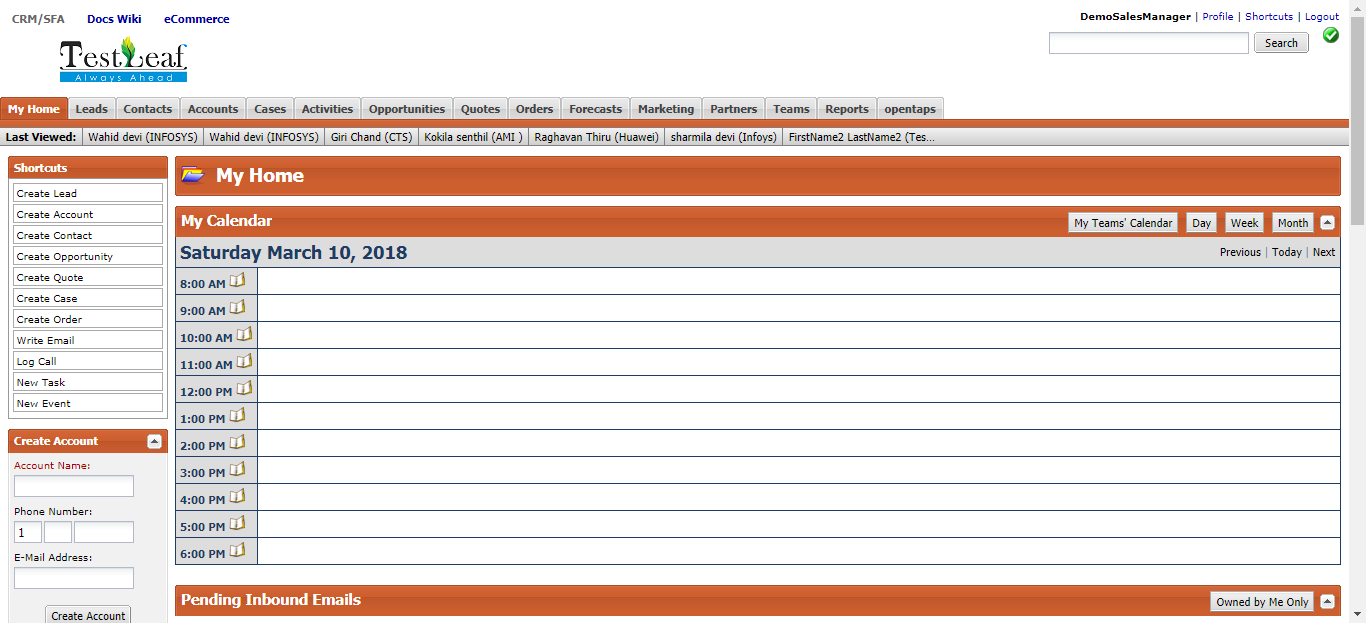 CRM/SFA Docs Wiki eCommerce
DemoSalesManager | Profile | Shortcuts | Logout
Search
TestLeaf
Always Ahead
My Home Leads Contacts Accounts Cases Activities Opportunities Quotes Orders Forecasts Marketing Partners Teams Reports opentaps
Last Viewed: Wahid devi (INFOSYS) Wahid devi (INFOSYS) Giri Chand (CTS) Kokila senthil (AMI ) Raghavan Thiru (Huawei) sharmila devi (Infoys) FirstName2 LastName2 (Tes...
Shortcuts
Create Lead
Create Account
Create Contact
Create Opportunity
Create Quote
Create Case
Create Order
Write Email
Log Call
New Task
New Event
Create Account
Account Name:
Phone Number:
1
E-Mail Address:
Create Account
My Home
My Calendar My Teams' Calendar Day Week Month
Saturday March 10, 2018 Previous | Today | Next
8:00 AM
9:00 AM
10:00 AM
11:00 AM
12:00 PM
1:00 PM
2:00 PM
3:00 PM
4:00 PM
5:00 PM
6:00 PM
Pending Inbound Emails Owned by Me Only